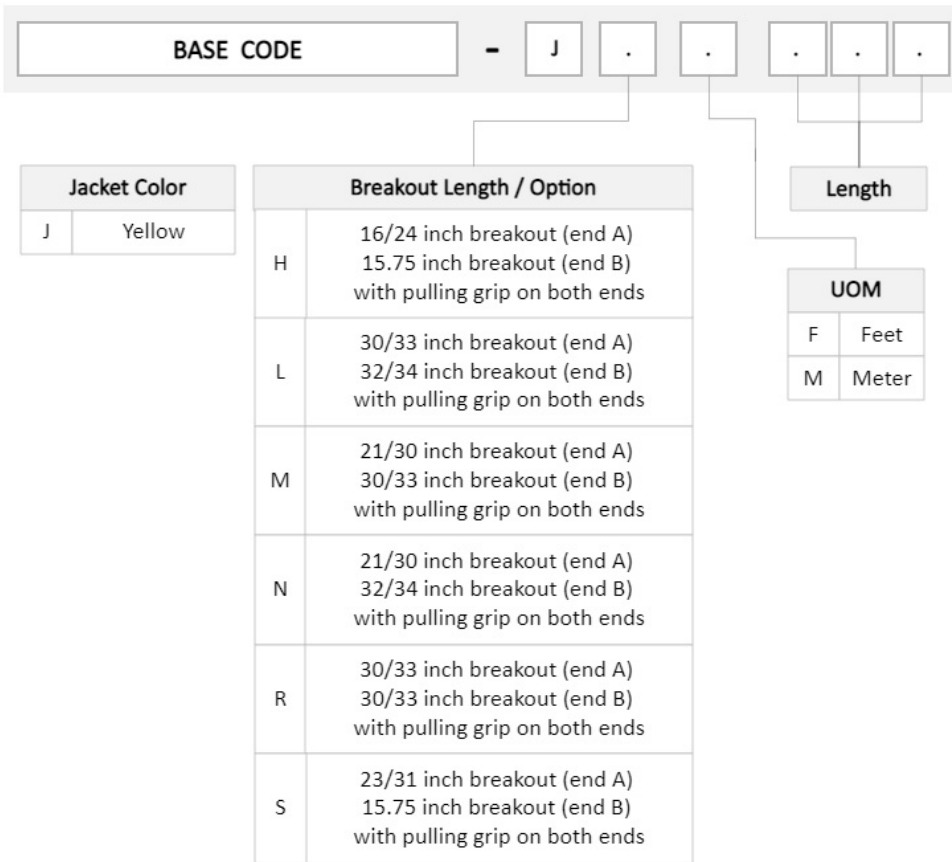 BASE CODE - J . . . . .
Jacket Color
J Yellow
Breakout Length / Option
H 16/24 inch breakout (end A)
15.75 inch breakout (end B)
with pulling grip on both ends
L 30/33 inch breakout (end A)
32/34 inch breakout (end B)
with pulling grip on both ends
M 21/30 inch breakout (end A)
30/33 inch breakout (end B)
with pulling grip on both ends
N 21/30 inch breakout (end A)
32/34 inch breakout (end B)
with pulling grip on both ends
R 30/33 inch breakout (end A)
30/33 inch breakout (end B)
with pulling grip on both ends
S 23/31 inch breakout (end A)
15.75 inch breakout (end B)
with pulling grip on both ends
Length
UOM
F Feet
M Meter